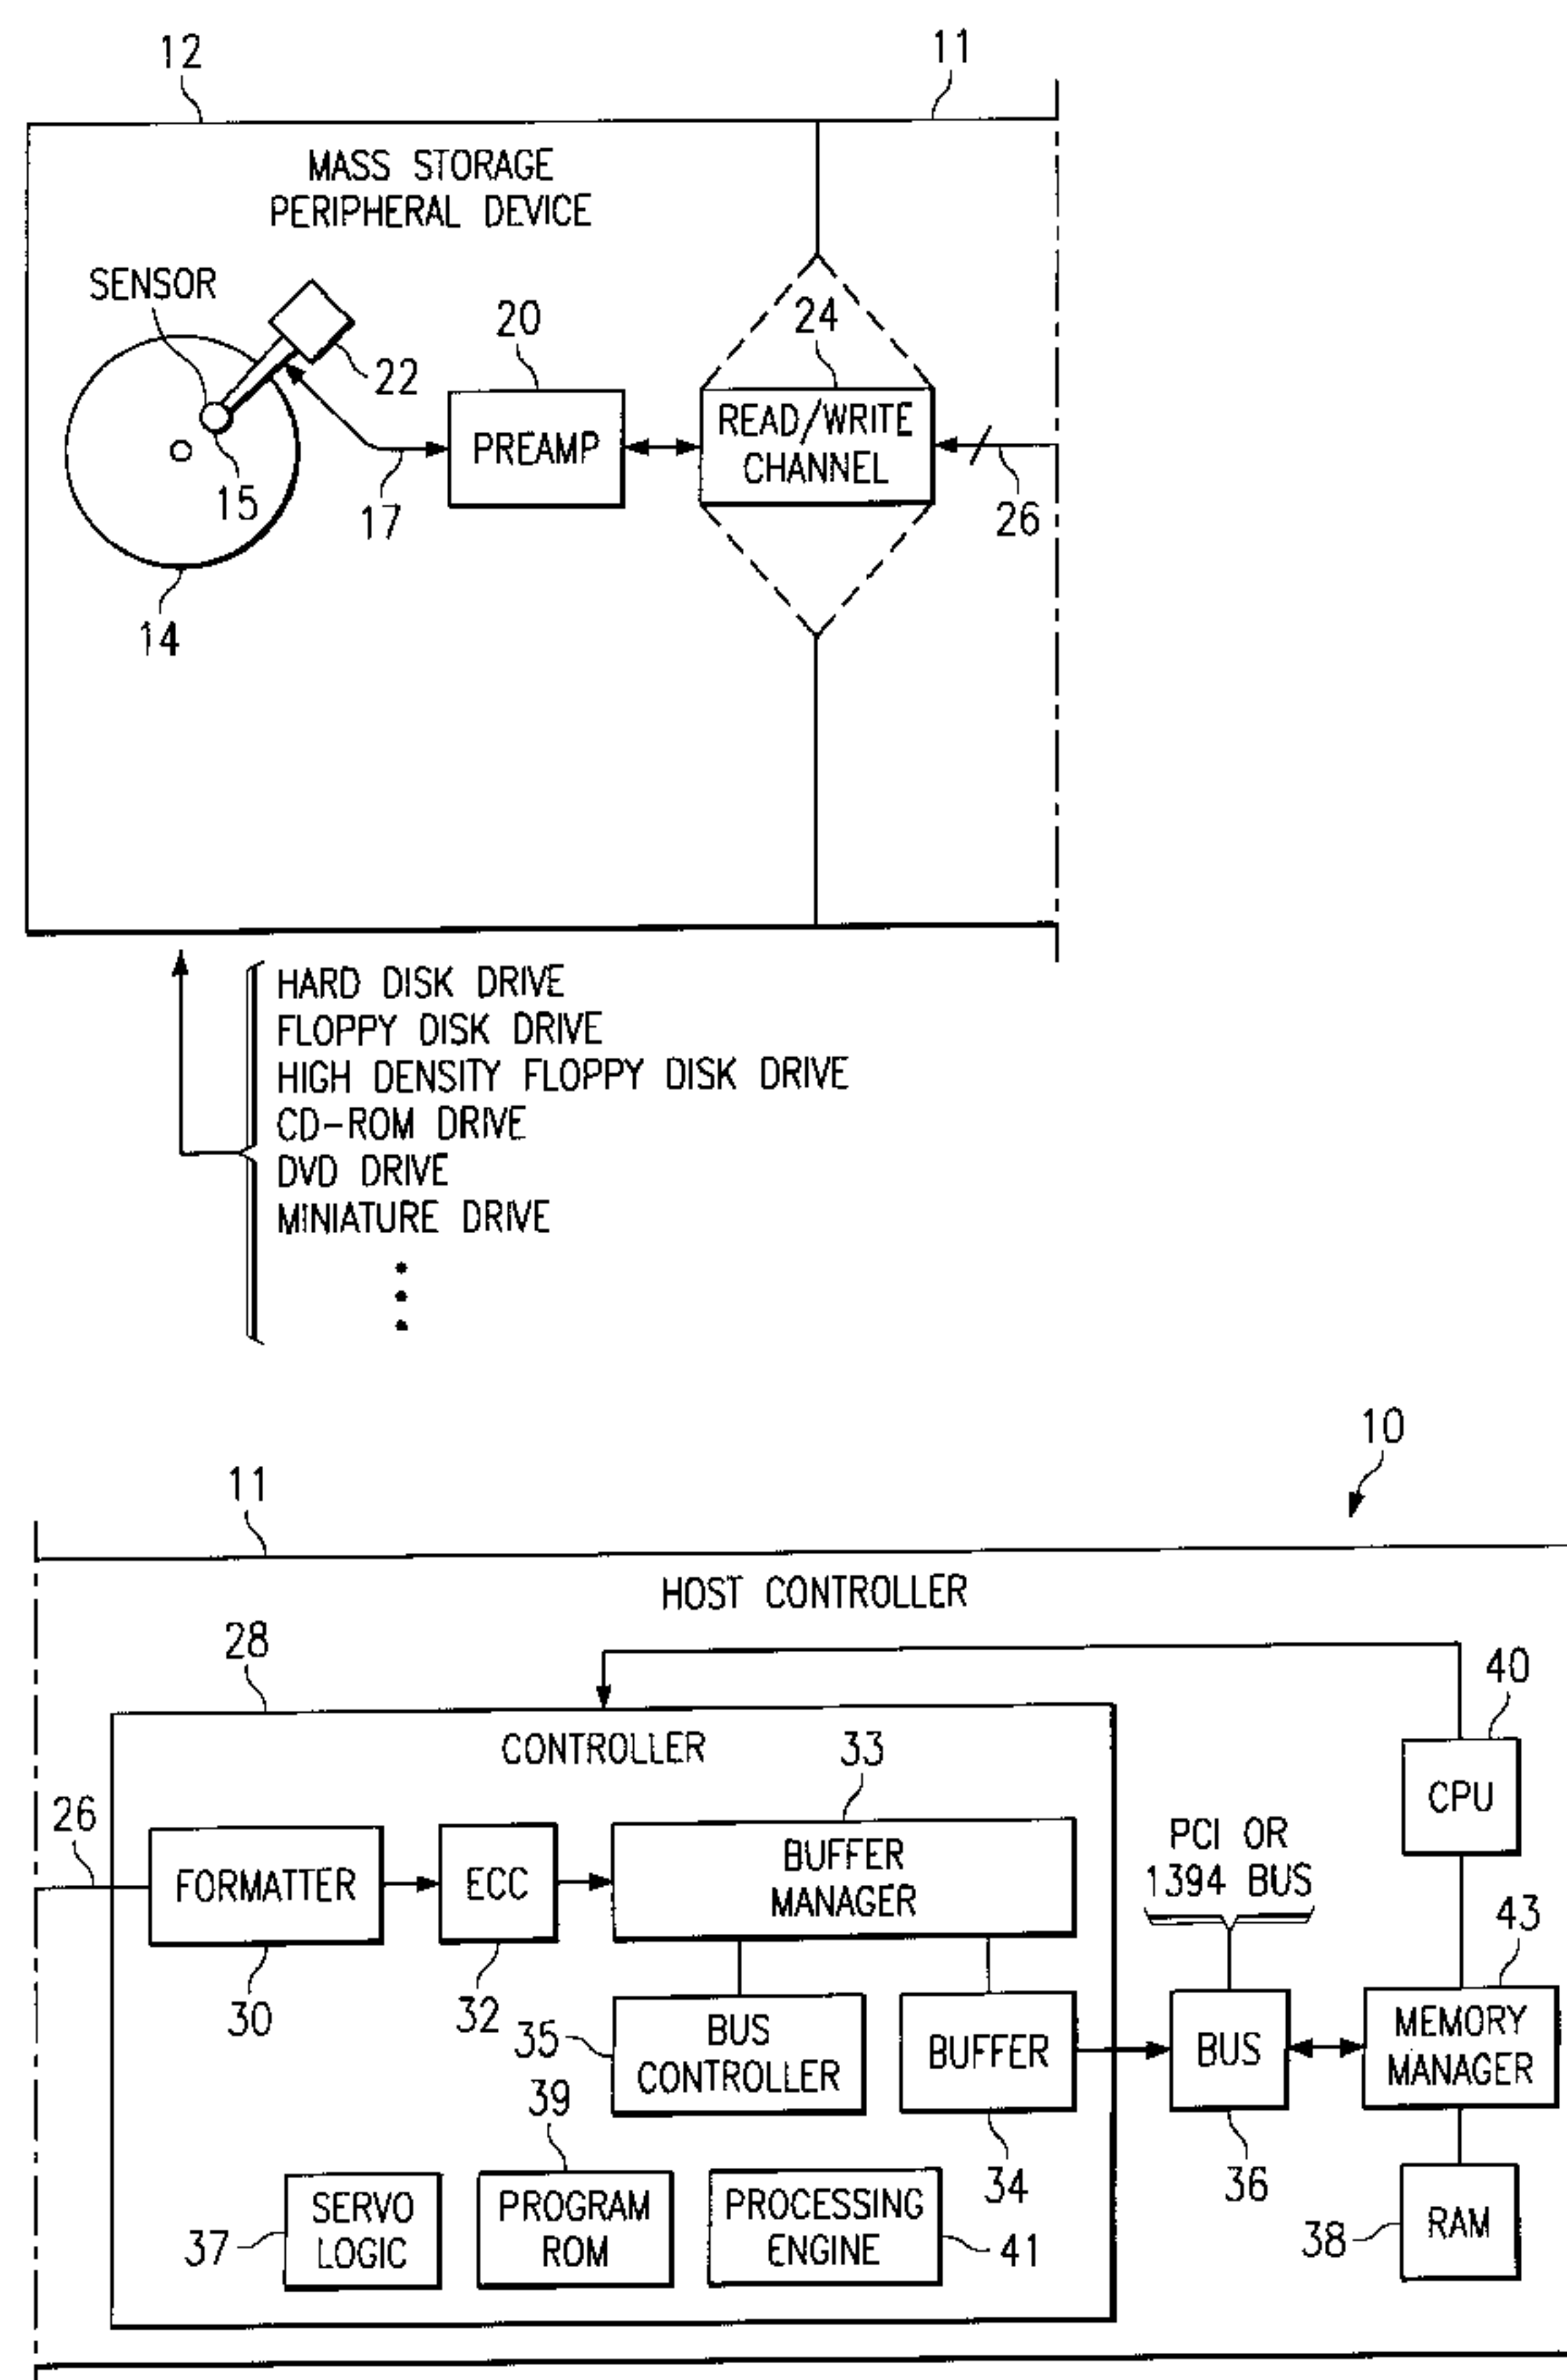 12
11
MASS STORAGE
PERIPHERAL DEVICE
SENSOR
22
20
PREAMP
24
READ/WRITE
CHANNEL
15
17
26
14
HARD DISK DRIVE
FLOPPY DISK DRIVE
HIGH DENSITY FLOPPY DISK DRIVE
CD-ROM DRIVE
DVD DRIVE
MINIATURE DRIVE
10
11
HOST CONTROLLER
28
40
CONTROLLER
33
CPU
26
FORMATTER
ECC
BUFFER
MANAGER
PCI OR
1394 BUS
43
30
32
35
BUS
CONTROLLER
BUFFER
BUS
MEMORY
MANAGER
39
34
36
37
SERVO
LOGIC
PROGRAM
ROM
PROCESSING
ENGINE
41
38
RAM